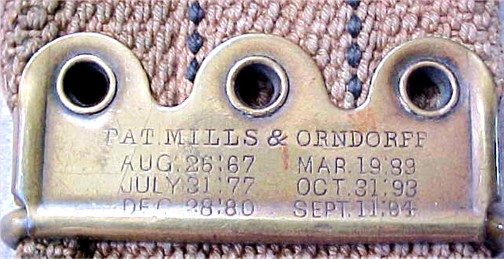 PAT. MILLS & ORNDORFF
AUG. 26:67 MAR. 19:89
JULY. 31:77 OCT. 31:93
DEC. 28:80 SEPT. 11:94